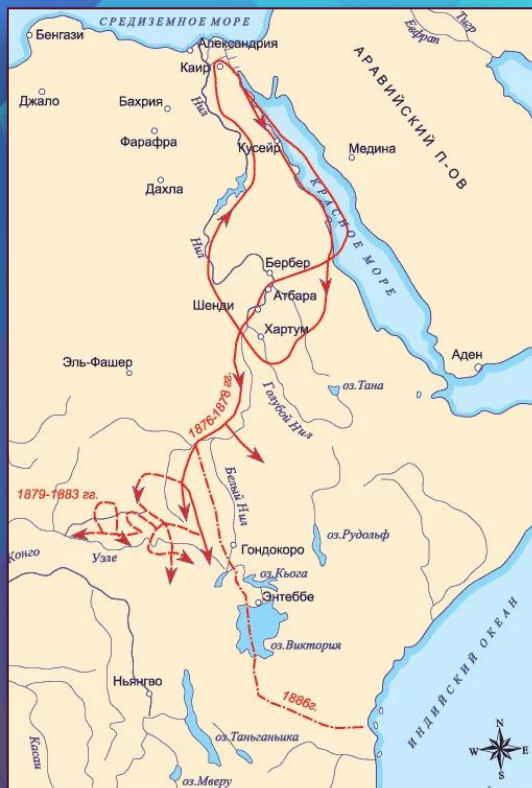 СРЕДИЗЕМНОЕ МОРЕ
Бенгази
Александрия
Каир
Тигр
Евфрат
АРАВИЙСКИЙ П-ОВ
Джало
Бахрия
Нил
Фарафра
Кусейр
Медина
Дахла
КРАСНОЕ МОРЕ
Нил
Бербер
Атбара
Шенди
Хартум
Эль-Фашер
Аден
оз.Тана
Голубой Нил
1876-1878 гг.
1879-1883 гг.
Белый Нил
Конго
Уэле
Гондокоро
оз.Рудольф
оз.Кьога
Энтеббе
оз.Виктория
ИНДИЙСКИЙ ОКЕАН
Ньянгво
1886г.
оз.Таньганьика
Касаи
оз.Мверу
N
W
E
S